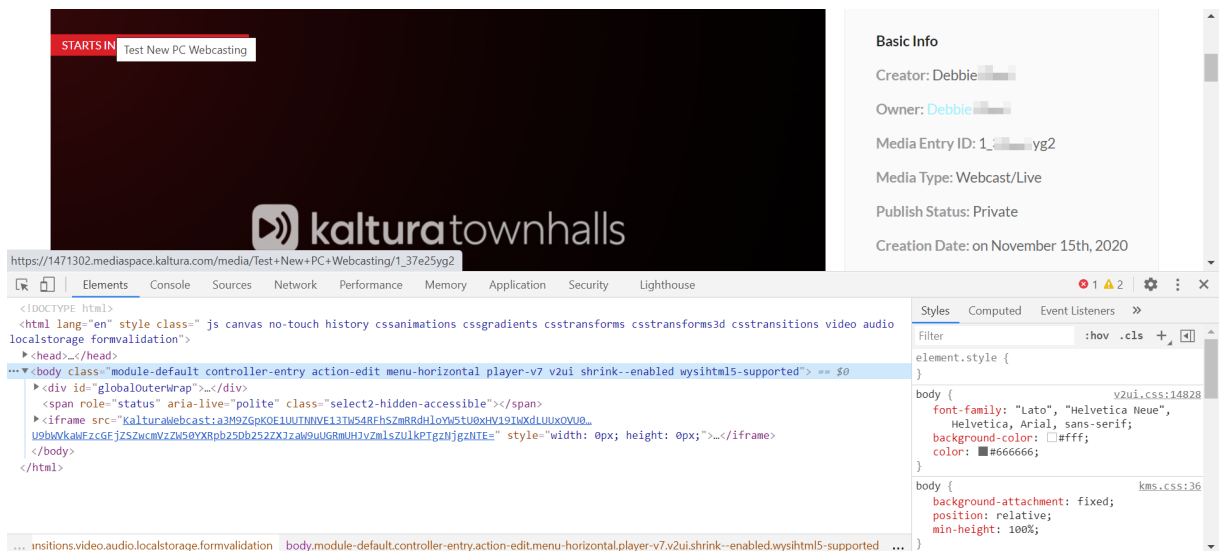 STARTS IN
Test New PC Webcasting
kaltura townhalls
https://1471302.mediaspace.kaltura.com/media/Test+New+PC+Webcasting/1_37e25yg2
Basic Info
Creator: Debbie
Owner: Debbie
Media Entry ID: 1_ yg2
Media Type: Webcast/Live
Publish Status: Private
Creation Date: on November 15th, 2020
Elements Console Sources Network Performance Memory Application Security Lighthouse 1 2
<!DOCTYPE html>
<html lang="en" style class=" js canvas no-touch history cssanimations cssgradients csstransforms csstransforms3d csstransitions video audio
localstorage formvalidation">
<head>…</head>
<body class="module-default controller-entry action-edit menu-horizontal player-v7 v2ui shrink--enabled wysihtml5-supported"> == $0
<div id="globalOuterWrap">…</div>
<span role="status" aria-live="polite" class="select2-hidden-accessible"></span>
<iframe src="KalturaWebcast:a3M9ZGpKOE1UUTNNVE13TW54RFhSZmRRdHloYW5tU0xHV19IWXdLUUxOVU0…
U9bWVkaWFzcGFjZSZwcmVzZW50YXRpb25Db252ZXJzaW9uUGRmUHJvZmlsZUlkPTgzNjgzNTE=" style="width: 0px; height: 0px;">…</iframe>
</body>
</html>
... ansitions.video.audio.localstorage.formvalidation body.module-default.controller-entry.action-edit.menu-horizontal.player-v7.v2ui.shrink--enabled.wysihtml5-supported ...
Styles Computed Event Listeners »
Filter :hov .cls +
element.style {
}
body { v2ui.css:14828
font-family: "Lato", "Helvetica Neue",
Helvetica, Arial, sans-serif;
background-color: #fff;
color: #666666;
}
body { kms.css:36
background-attachment: fixed;
position: relative;
min-height: 100%;
}